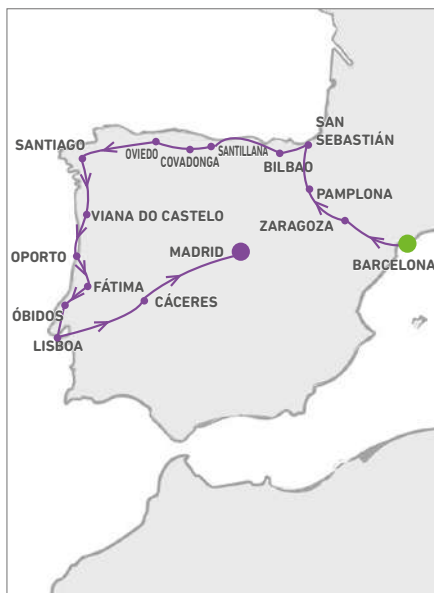 SAN
SEBASTIÁN
SANTIAGO
OVIEDO
COVADONGA
SANTILLANA
BILBAO
PAMPLONA
VIANA DO CASTELO
ZARAGOZA
MADRID
OPORTO
BARCELONA
FÁTIMA
CÁCERES
ÓBIDOS
LISBOA